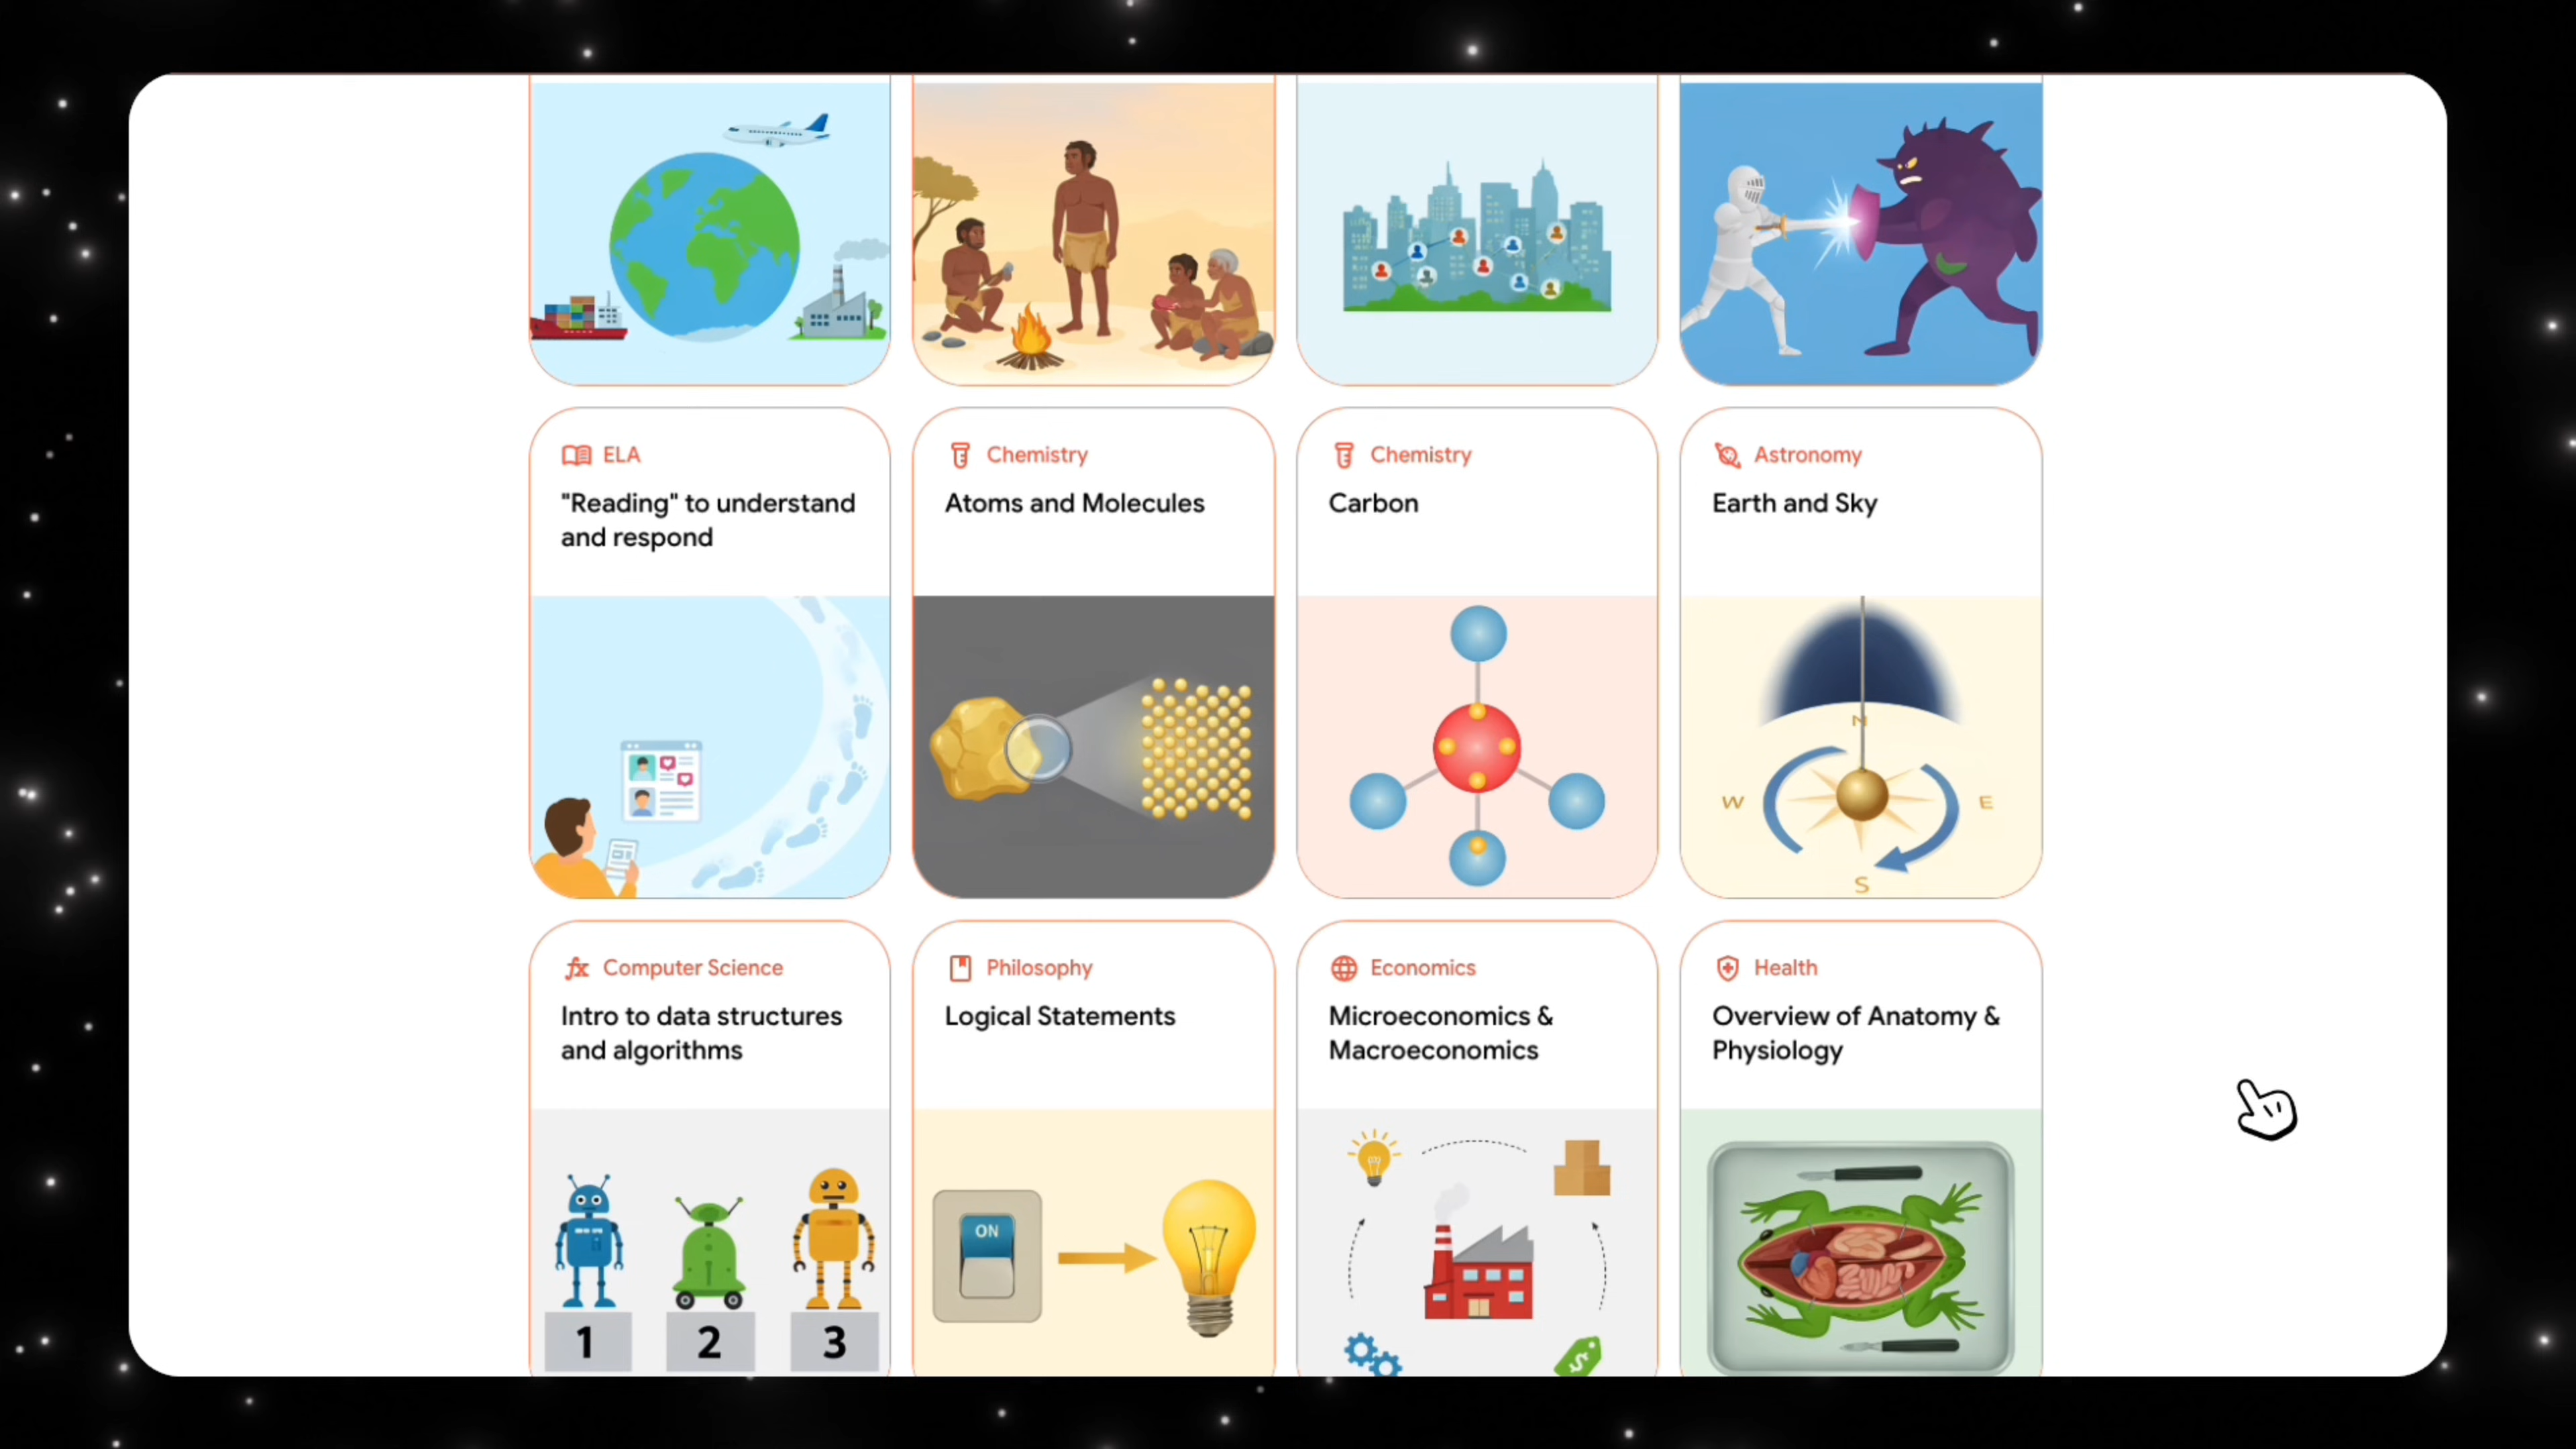 ELA
"Reading" to understand
and respond
Chemistry
Atoms and Molecules
Chemistry
Carbon
Astronomy
Earth and Sky
N
W
E
S
fx Computer Science
Intro to data structures
and algorithms
1
2
3
Philosophy
Logical Statements
ON
Economics
Microeconomics &
Macroeconomics
$
Health
Overview of Anatomy &
Physiology